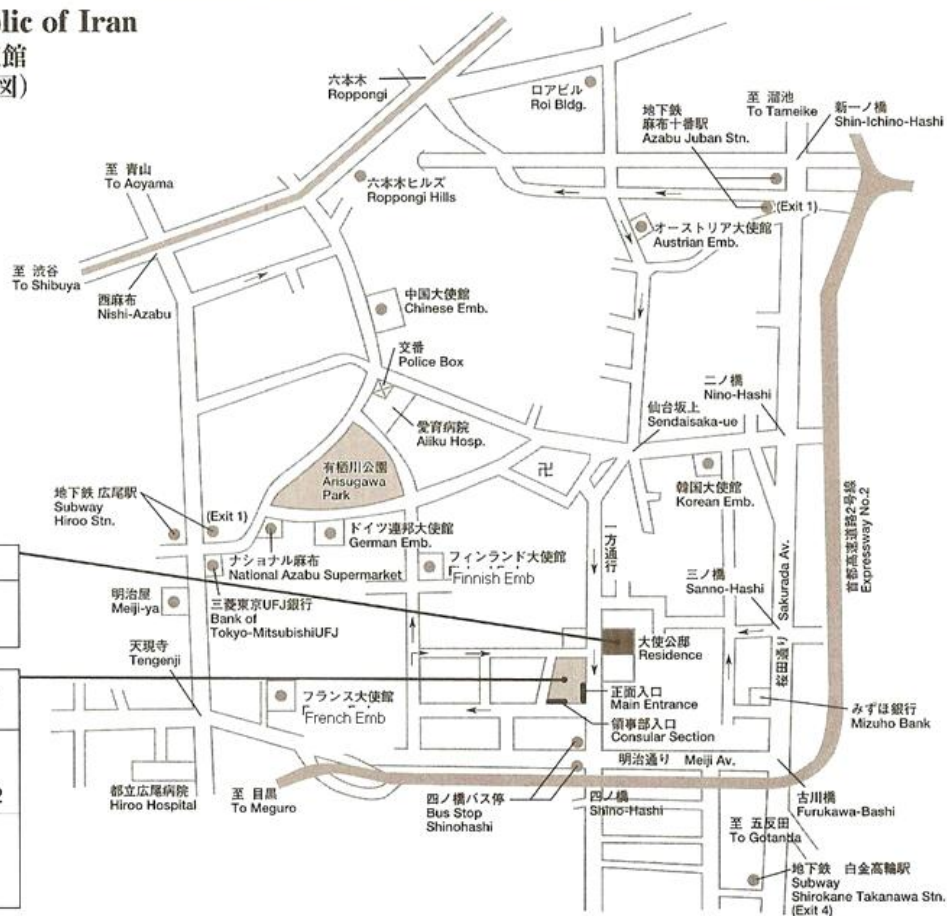 blic of Iran
館
図)
六本木
Roppongi
ロアビル
Roi Bldg.
地下鉄
麻布十番駅
Azabu Juban Stn.
至 溜池
To Tameike
新一ノ橋
Shin-Ichino-Hashi
至 青山
To Aoyama
六本木ヒルズ
Roppongi Hills
(Exit 1)
オーストリア大使館
Austrian Emb.
至 渋谷
To Shibuya
西麻布
Nishi-Azabu
中国大使館
Chinese Emb.
交番
Police Box
二ノ橋
Nino-Hashi
仙台坂上
Sendaisaka-ue
愛育病院
Aiiku Hosp.
有栖川公園
Arisugawa
Park
卍
韓国大使館
Korean Emb.
地下鉄 広尾駅
Subway
Hiroo Stn.
(Exit 1)
ドイツ連邦大使館
German Emb.
一方通行
首都高速道路2号線
Expressway No.2
ナショナル麻布
National Azabu Supermarket
フィンランド大使館
Finnish Emb
三ノ橋
Sanno-Hashi
桜田通り Sakurada Av.
明治屋
Meiji-ya
三菱東京UFJ銀行
Bank of
Tokyo-MitsubishiUFJ
天現寺
Tengenji
大使公邸
Residence
フランス大使館
French Emb
正面入口
Main Entrance
領事部入口
Consular Section
みずほ銀行
Mizuho Bank
明治通り Meiji Av.
2
都立広尾病院
Hiroo Hospital
至 目黒
To Meguro
四ノ橋バス停
Bus Stop
Shinohashi
四ノ橋
Shino-Hashi
古川橋
Furukawa-Bashi
至 五反田
To Gotanda
地下鉄 白金高輪駅
Subway
Shirokane Takanawa Stn.
(Exit 4)